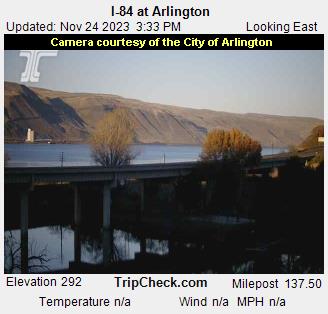 I-84 at Arlington
Updated: Nov 24 2023 3:33 PM Looking East
Camera courtesy of the City of Arlington
Elevation 292 TripCheck.com Milepost 137.50
Temperature n/a Wind n/a MPH n/a